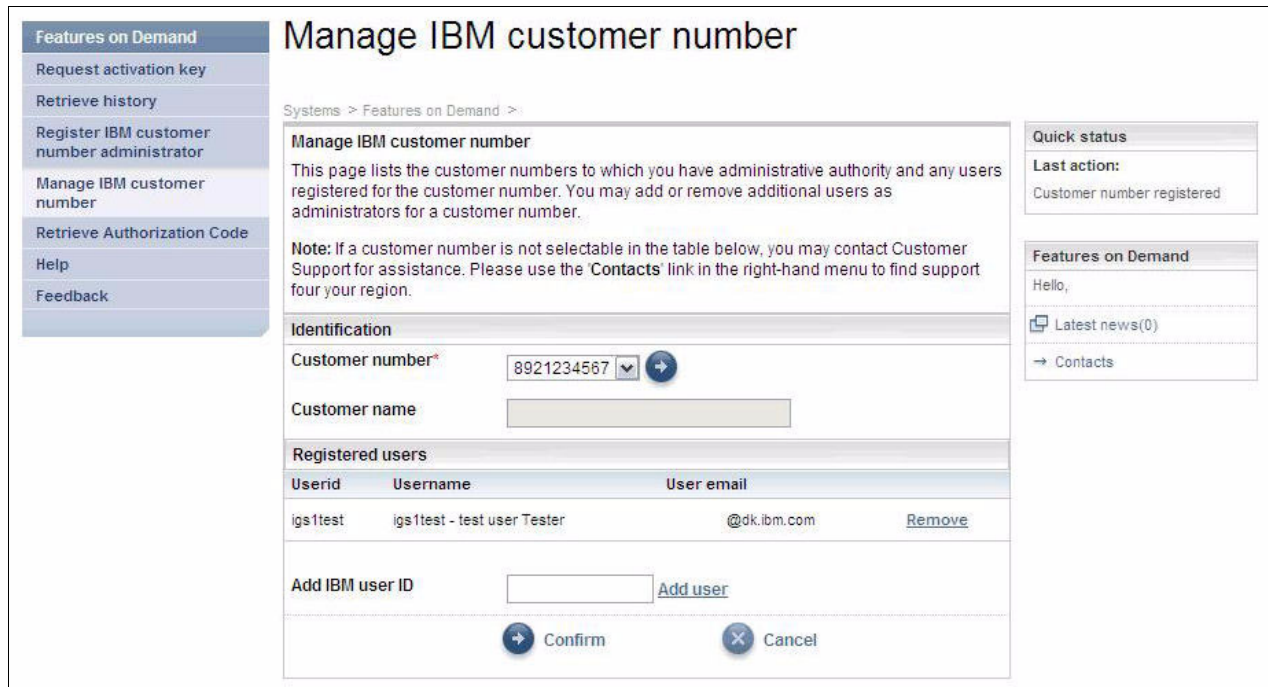 Features on Demand
Request activation key
Retrieve history
Register IBM customer
number administrator
Manage IBM customer
number
Retrieve Authorization Code
Help
Feedback
Manage IBM customer number
Systems > Features on Demand >
Manage IBM customer number
This page lists the customer numbers to which you have administrative authority and any users
registered for the customer number. You may add or remove additional users as
administrators for a customer number.
Note: If a customer number is not selectable in the table below, you may contact Customer
Support for assistance. Please use the 'Contacts' link in the right-hand menu to find support
four your region.
Identification
Customer number*
8921234567
Customer name
Registered users
Userid Username User email
igs1test igs1test - test user Tester @dk.ibm.com Remove
Add IBM user ID Add user
Confirm Cancel
Quick status
Last action:
Customer number registered
Features on Demand
Hello,
Latest news(0)
→ Contacts